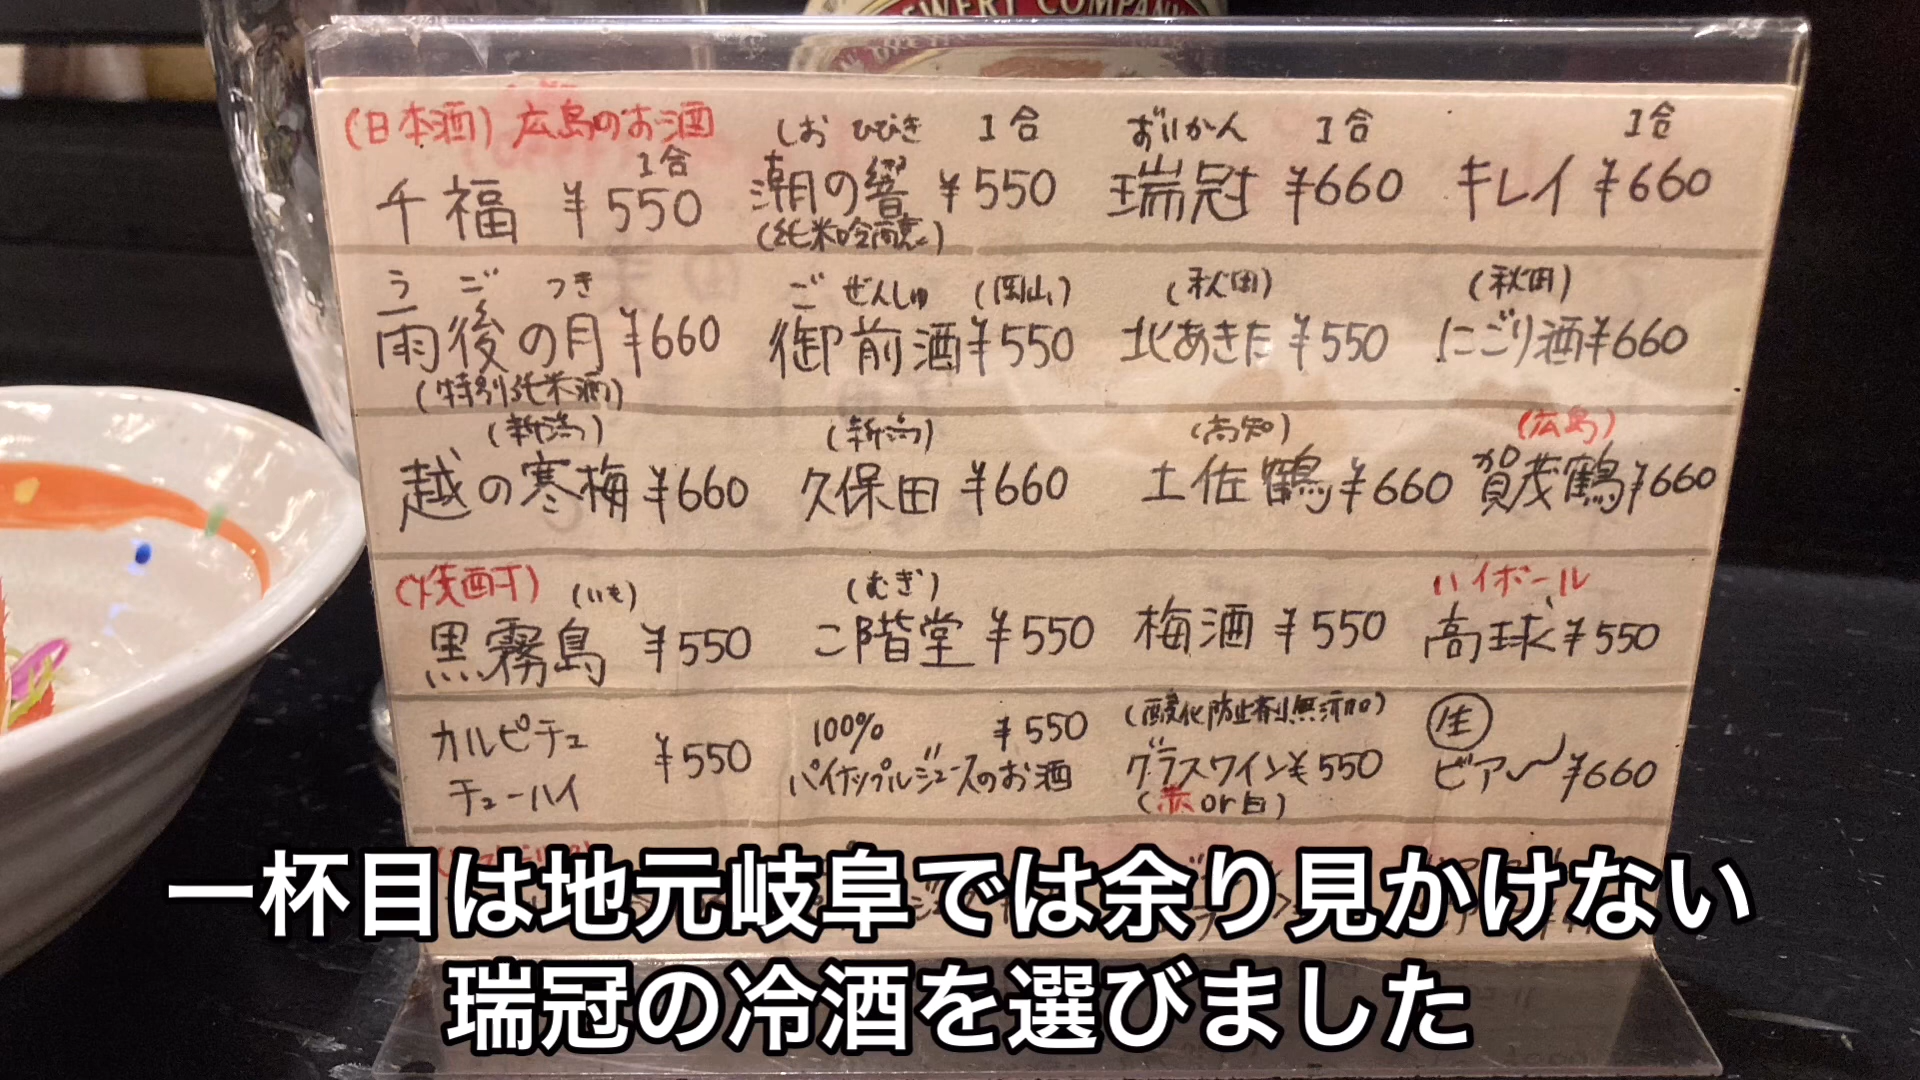 BREWERY COMPANY
(日本酒) 広島のお酒
1合
千福 ¥550
しお ひびき 1合
潮の響 ¥550
(純米吟醸)
ずいかん 1合
瑞冠 ¥660
1合
キレイ ¥660
う ご つき
雨後の月 ¥660
(特別純米酒)
ご ぜんしゅ (岡山)
御前酒 ¥550
(秋田)
北あきた ¥550
(秋田)
にごり酒 ¥660
(新潟)
越の寒梅 ¥660
(新潟)
久保田 ¥660
(高知)
土佐鶴 ¥660
(広島)
賀茂鶴 ¥660
(焼酎) (いも)
黒霧島 ¥550
(むぎ)
二階堂 ¥550
梅酒 ¥550
ハイボール
高球 ¥550
カルピチュ
チューハイ ¥550
100% ¥550
パイナップルジュースのお酒
(酸化防止剤無添加)
グラスワイン ¥550
(赤or白)
生
ビアー ¥660
一杯目は地元岐阜では余り見かけない
瑞冠の冷酒を選びました